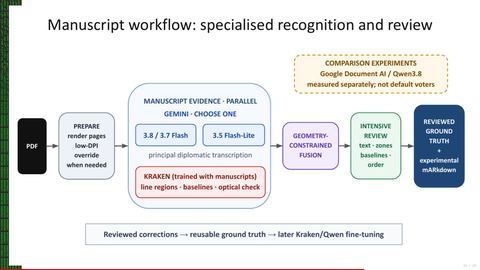 Manuscript workflow: specialised recognition and review
COMPARISON EXPERIMENTS
Google Document AI / Qwen3.8
measured separately; not default voters
PDF
PREPARE
render pages
low-DPI
override
when needed
MANUSCRIPT EVIDENCE · PARALLEL
GEMINI · CHOOSE ONE
3.8 / 3.7 Flash
3.5 Flash-Lite
principal diplomatic transcription
KRAKEN (trained with manuscripts)
line regions · baselines · optical check
GEOMETRY-
CONSTRAINED
FUSION
INTENSIVE
REVIEW
text · zones
baselines ·
order
REVIEWED
GROUND
TRUTH
+
experimental
mARkdown
Reviewed corrections → reusable ground truth → later Kraken/Qwen fine-tuning